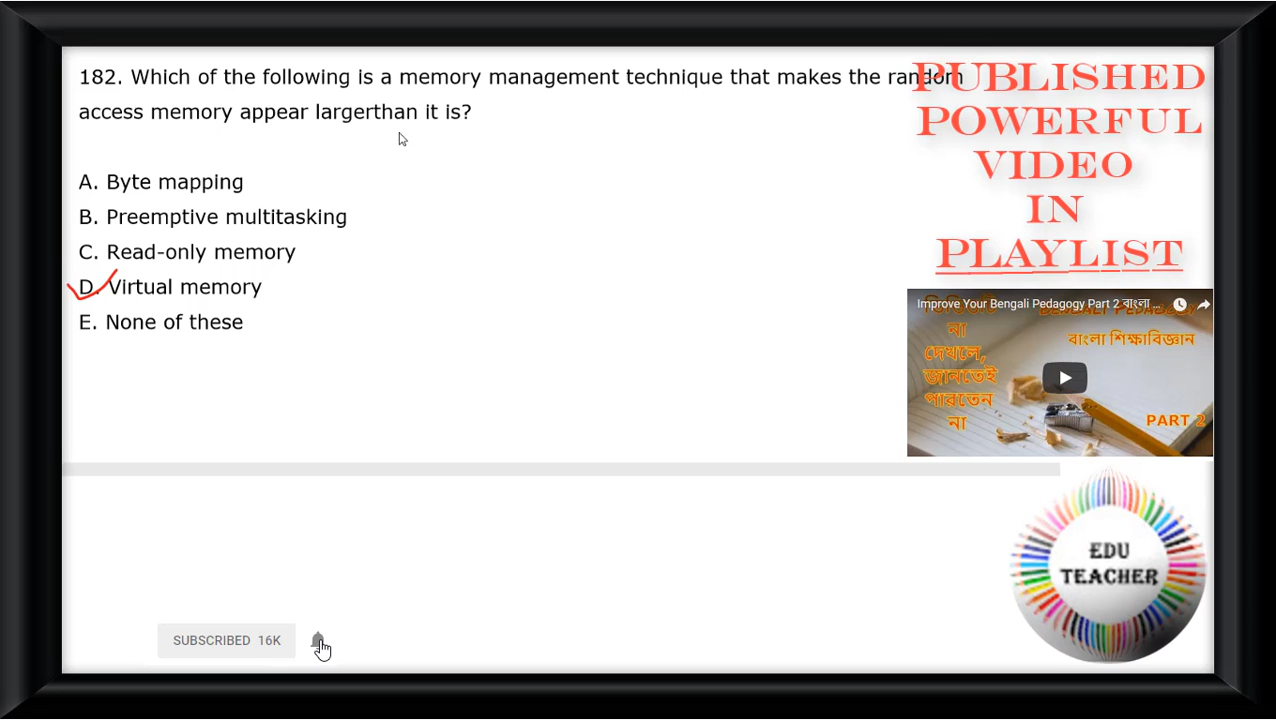 182. Which of the following is a memory management technique that makes the random
access memory appear largerthan it is?
A. Byte mapping
B. Preemptive multitasking
C. Read-only memory
D. Virtual memory
E. None of these
PUBLISHED
POWERFUL
VIDEO
IN
PLAYLIST
Improve Your Bengali Pedagogy Part 2 বাংলা ...
না
দেখলে,
জানতেই
পারতেন
না
বাংলা শিক্ষাবিজ্ঞান
PART 2
EDU
TEACHER
SUBSCRIBED 16K